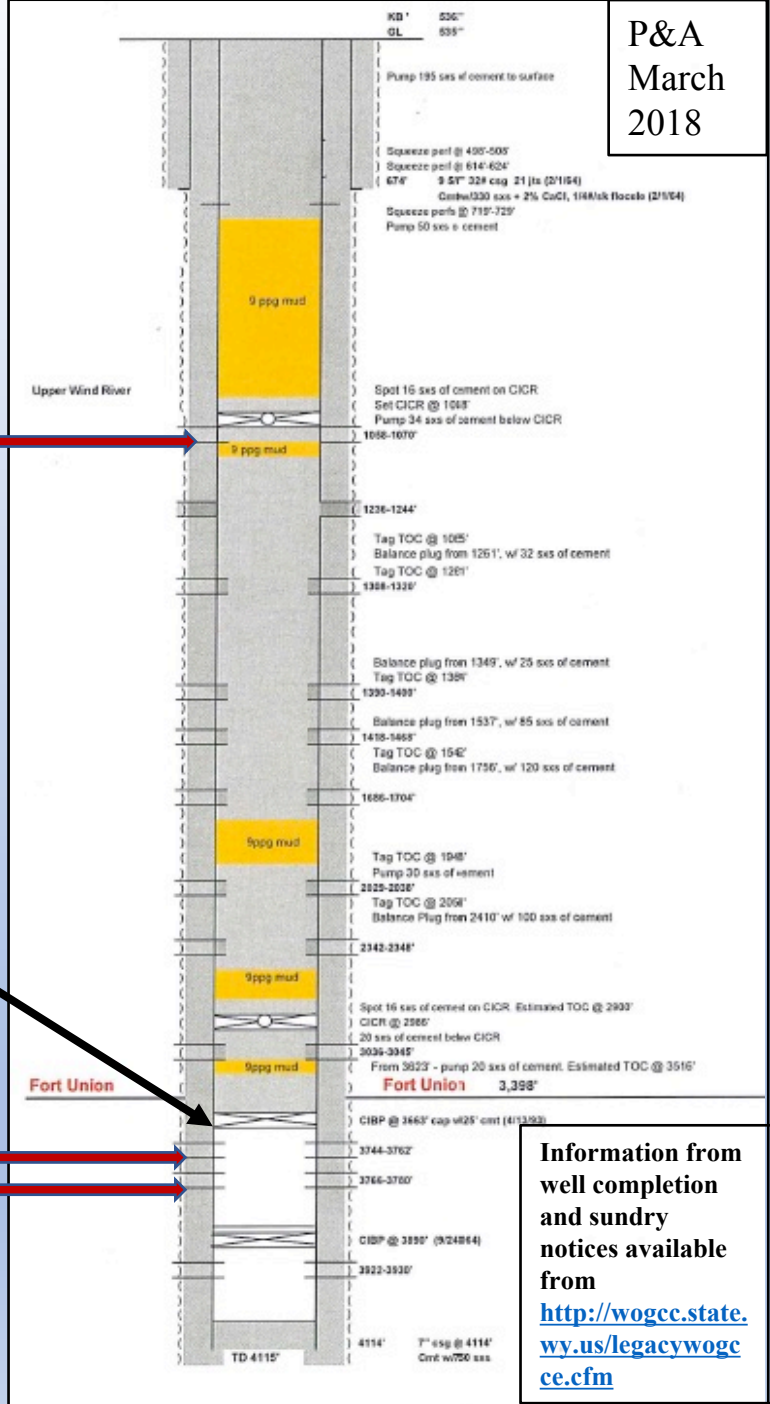 KB' 536
GL 535
P&A
March
2018
Pump 195 sxs of cement to surface
Squeeze perf @ 498'-508'
Squeeze perf @ 614'-624'
674' 9 5/" 32# csg 21 jts (2/1/64)
Cmtw/330 sxs + 2% CaCl, 1/4#/sk flocele (2/1/64)
Squeeze perfs @ 719'-729'
Pump 50 sxs cement
9 ppg mud
Upper Wind River
Spot 16 sxs of cement on CICR
Set CICR @
Pump 34 sxs of cement below CICR
1058-1070'
9 ppg mud
1236-1244'
Tag TOC @ 1085'
Balance plug from 1261', w/ 32 sxs of cement
Tag TOC @ 1281'
1308-1320'
Balance plug from 1349', w/ 25 sxs of cement
Tag TOC @
1390-1400'
Balance plug from 1537', w/ 85 sxs of cement
1418-1468'
Tag TOC @ 1542'
Balance plug from 1756', w/ 120 sxs of cement
1686-1704'
9ppg mud
Tag TOC @ 1948'
Pump 30 sxs of cement
2029-2038'
Tag TOC @
Balance Plug from 2410' w/ 100 sxs of cement
2342-2348'
9ppg mud
Spot 16 sxs of cement on CICR. Estimated TOC @ 2900'
CICR @ 2986'
20 sxs of cement below CICR
3036-3045'
9ppg mud
From 3623' - pump 20 sxs of cement. Estimated TOC @ 3516'
Fort Union
Fort Union 3,398'
CIBP @ 3663' cap w/25' cmt (4/13/93)
3744-3762'
3766-3780'
CIBP @ 3890' (9/24/64)
3922-3930'
4114' 7" csg @ 4114'
Cmt w/750 sxs
TD 4115'
Information from
well completion
and sundry
notices available
from
http://wogcc.state.
wy.us/legacywogc
ce.cfm